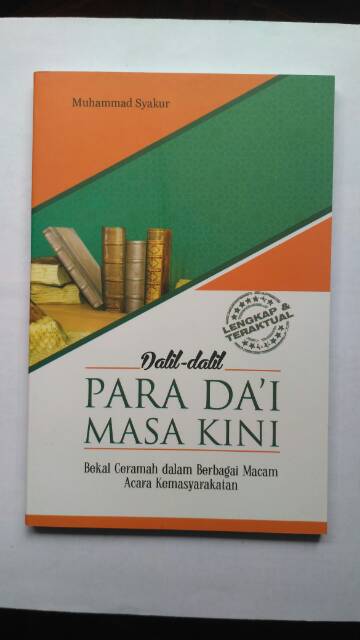 Muhammad Syakur
LENGKAP &
TERAKTUAL
Dalil-dalil
PARA DA'I
MASA KINI
Bekal Ceramah dalam Berbagai Macam
Acara Kemasyarakatan